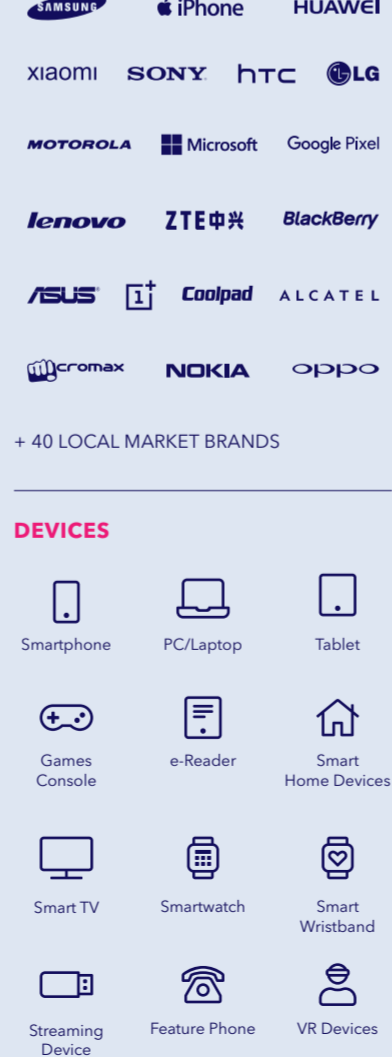 SAMSUNG iPhone HUAWEI
xiaomi SONY hTC LG
MOTOROLA Microsoft Google Pixel
lenovo ZTE中兴 BlackBerry
ASUS 1+ Coolpad ALCATEL
micromax NOKIA oppo
+ 40 LOCAL MARKET BRANDS
DEVICES
Smartphone PC/Laptop Tablet
Games
Console
e-Reader
Smart
Home Devices
Smart TV
Smartwatch
Smart
Wristband
Streaming
Device
Feature Phone
VR Devices